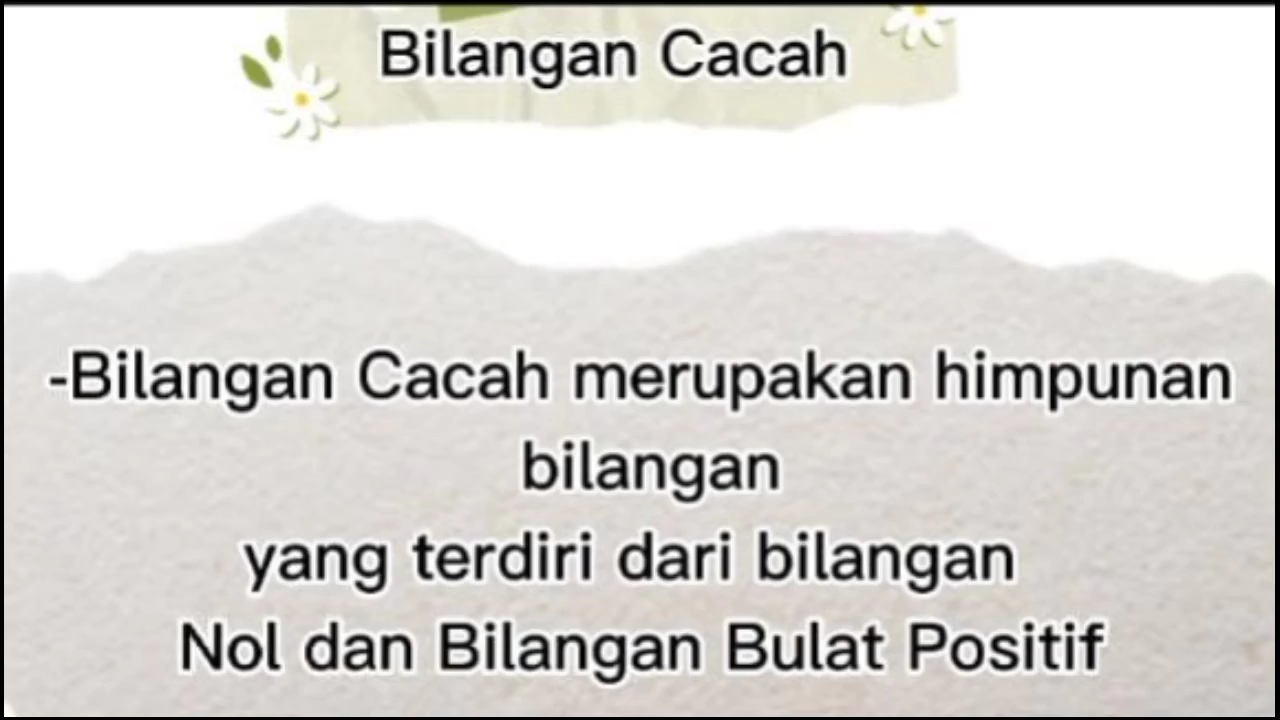 Bilangan Cacah
-Bilangan Cacah merupakan himpunan
bilangan
yang terdiri dari bilangan
Nol dan Bilangan Bulat Positif